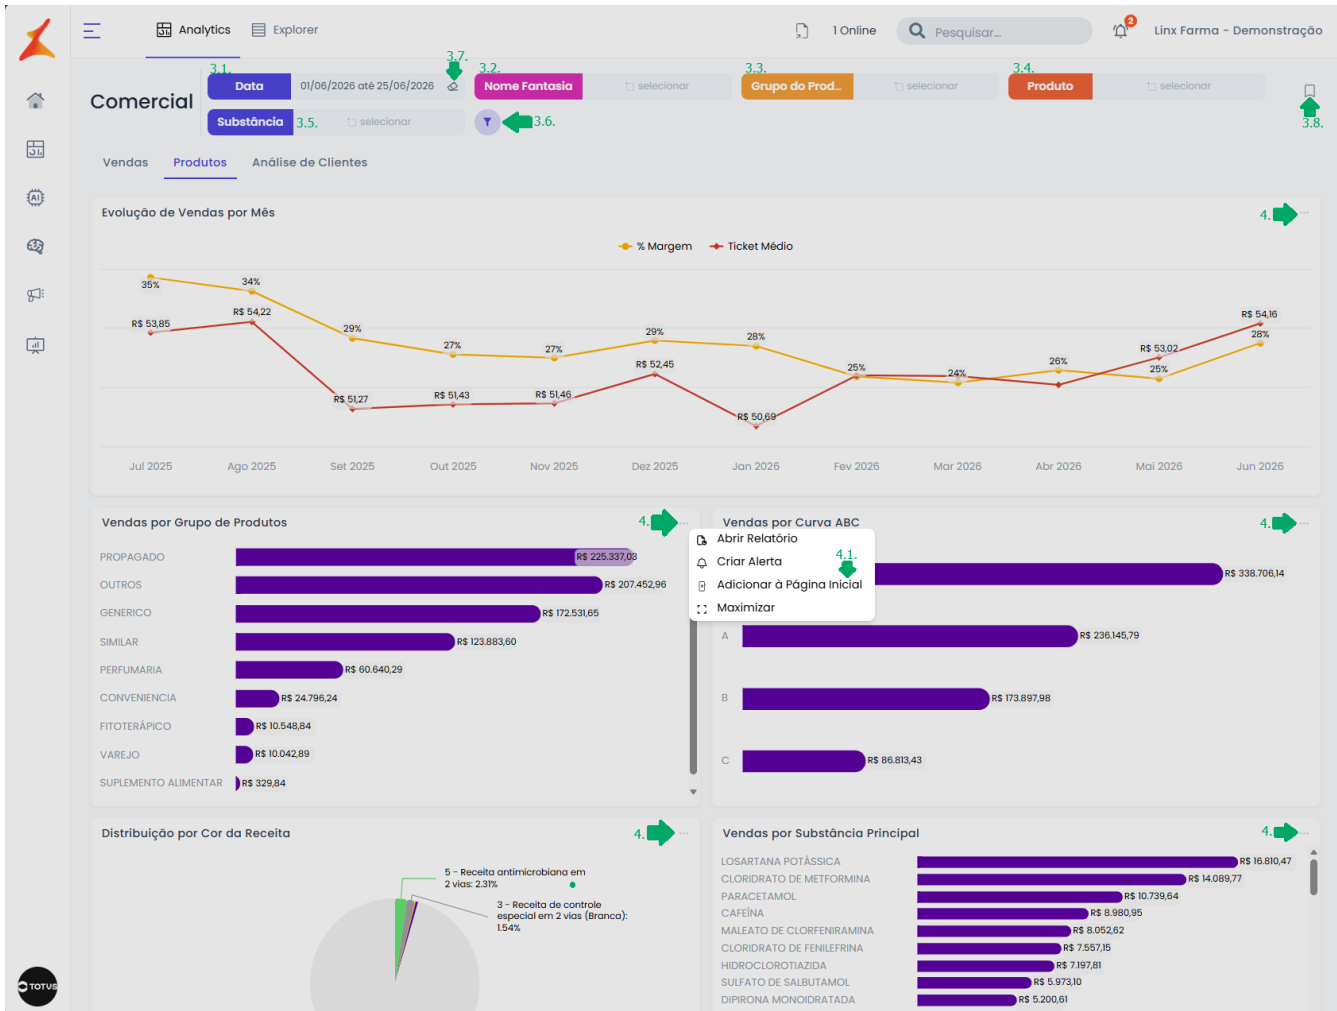 Analytics
Explorer
1 Online
Pesquisar...
2
Linx Farma - Demonstração
3.7.
3.1.
3.2.
3.3.
3.4.
Comercial
Data
01/06/2026 até 25/06/2026
Nome Fantasia
selecionar
Grupo do Prod...
selecionar
Produto
selecionar
Substância
3.5.
selecionar
3.6.
3.8.
Vendas
Produtos
Análise de Clientes
Evolução de Vendas por Mês
4.
% Margem
Ticket Médio
35%
34%
29%
27%
27%
29%
28%
25%
24%
26%
25%
28%
R$ 53,85
R$ 54,22
R$ 51,27
R$ 51,43
R$ 51,46
R$ 52,45
R$ 50,69
R$ 53,02
R$ 54,16
Jul 2025
Ago 2025
Set 2025
Out 2025
Nov 2025
Dez 2025
Jan 2026
Fev 2026
Mar 2026
Abr 2026
Mai 2026
Jun 2026
Vendas por Grupo de Produtos
4.
PROPAGADO
R$ 225.337,03
OUTROS
R$ 207.452,96
GENERICO
R$ 172.531,65
SIMILAR
R$ 123.883,60
PERFUMARIA
R$ 60.640,29
CONVENIENCIA
R$ 24.796,24
FITOTERÁPICO
R$ 10.548,84
VAREJO
R$ 10.042,89
SUPLEMENTO ALIMENTAR
R$ 329,84
Abrir Relatório
Criar Alerta
4.1.
Adicionar à Página Inicial
Maximizar
Vendas por Curva ABC
4.
R$ 338.706,14
A
R$ 236.145,79
B
R$ 173.897,98
C
R$ 86.813,43
Distribuição por Cor da Receita
4.
5 - Receita antimicrobiana em
2 vias: 2.31%
3 - Receita de controle
especial em 2 vias (Branca):
1.54%
Vendas por Substância Principal
4.
LOSARTANA POTÁSSICA
R$ 16.810,47
CLORIDRATO DE METFORMINA
R$ 14.089,77
PARACETAMOL
R$ 10.739,64
CAFEÍNA
R$ 8.980,95
MALEATO DE CLORFENIRAMINA
R$ 8.052,62
CLORIDRATO DE FENILEFRINA
R$ 7.557,15
HIDROCLOROTIAZIDA
R$ 7.197,81
SULFATO DE SALBUTAMOL
R$ 5.973,10
DIPIRONA MONOIDRATADA
R$ 5.200,61
AI
TOTVS